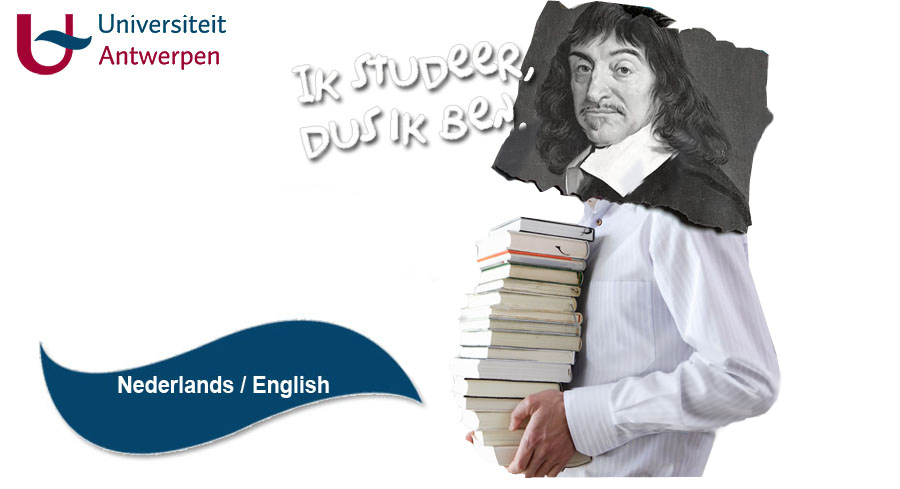 Universiteit
Antwerpen
IK STUDEER,
DUS IK BEN.
Nederlands / English